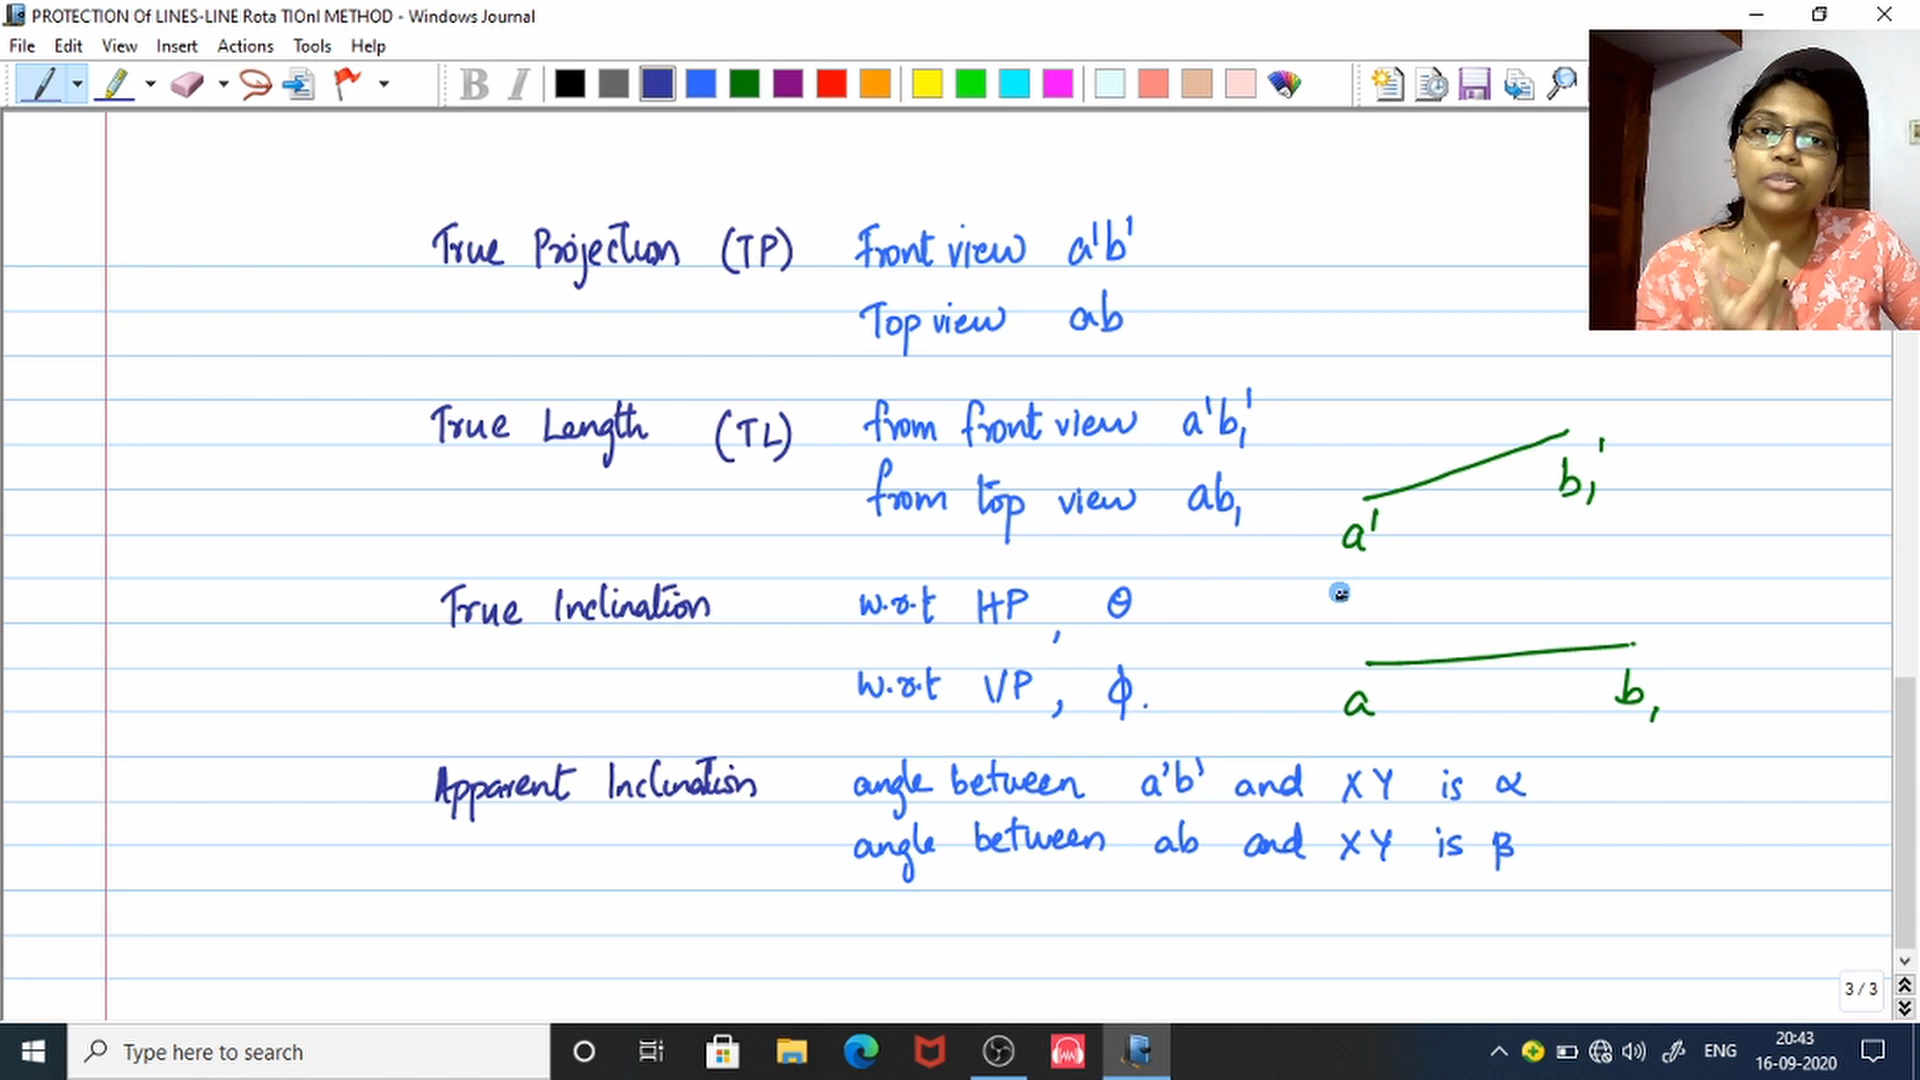 PROTECTION Of LINES-LINE Rota TIOnI METHOD - Windows Journal
File Edit View Insert Actions Tools Help
B I
True Projection (TP) Front view a'b'
Top view ab
True Length (TL) from front view a'b₁'
from top view ab₁
a' b₁'
True Inclination w.r.t HP, θ
w.r.t VP, φ.
a b₁
Apparent Inclination angle between a'b' and XY is α
angle between ab and XY is β
3 / 3
Type here to search
ENG
20:43
16-09-2020